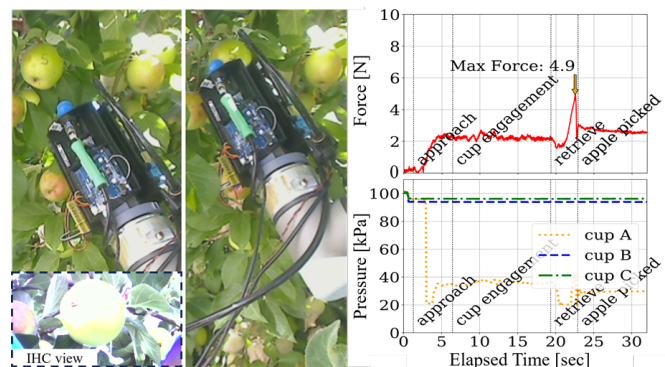 S
IHC view
10
8
6
4
2
0
Force [N]
Max Force: 4.9
approach
cup engagement
retrieve
apple picked
100
80
60
40
20
0
Pressure [kPa]
cup A
cup B
cup C
approach
cup engagement
retrieve
apple picked
0 5 10 15 20 25 30
Elapsed Time [sec]